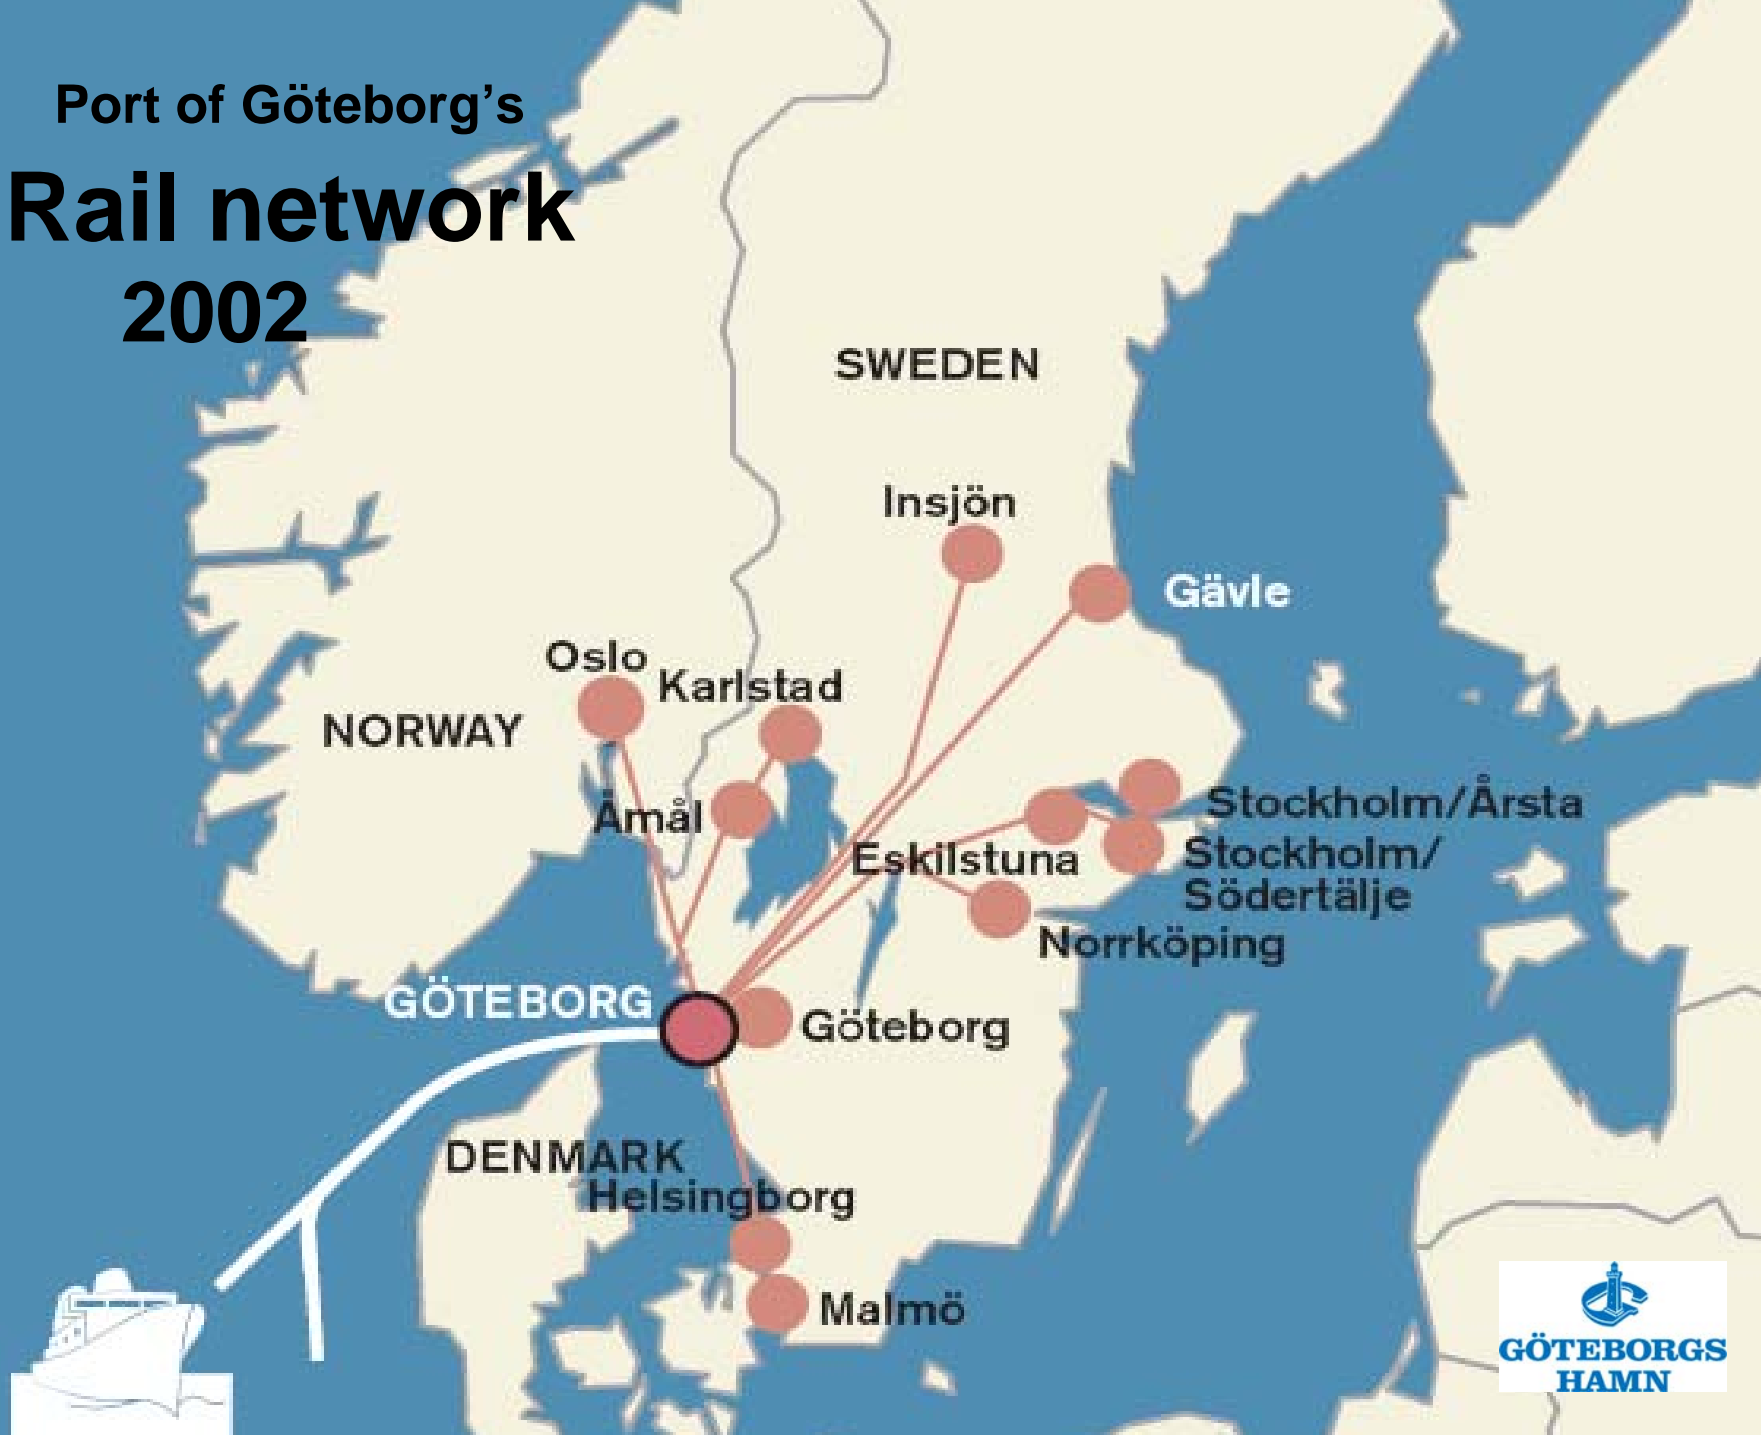 Port of Göteborg’s
Rail network
2002
SWEDEN
Insjön
Gävle
Oslo
Karlstad
NORWAY
Åmål
Stockholm/Årsta
Eskilstuna
Stockholm/
Södertälje
Norrköping
GÖTEBORG
Göteborg
DENMARK
Helsingborg
Malmö
GÖTEBORGS
HAMN